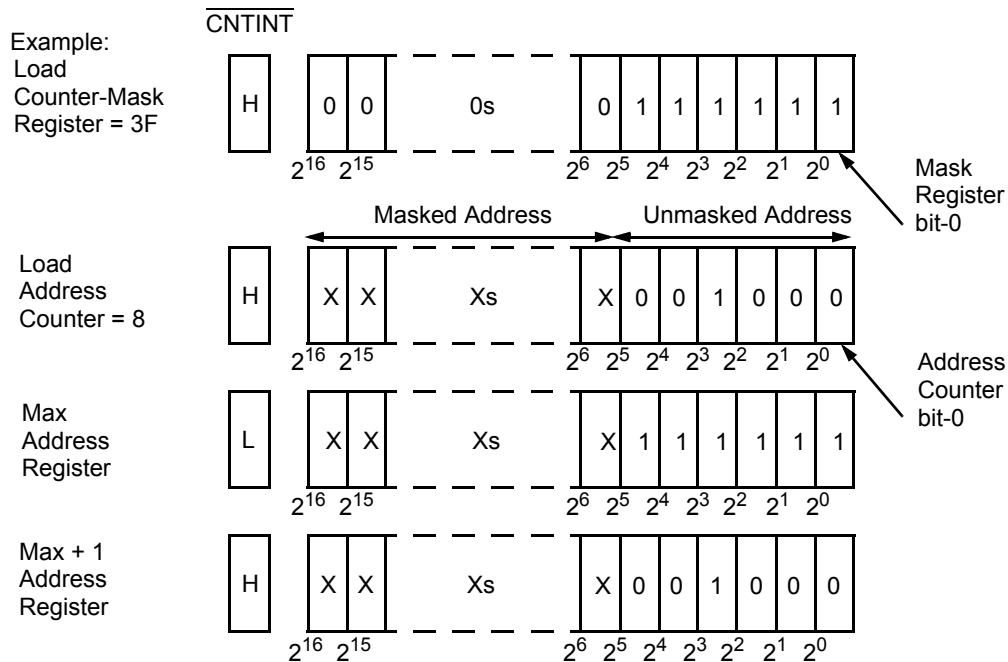 CNTINT
Example:
Load
Counter-Mask
Register = 3F
H
0 0 0s 0 1 1 1 1 1 1
2^16 2^15 2^6 2^5 2^4 2^3 2^2 2^1 2^0
Mask
Register
bit-0
Masked Address Unmasked Address
Load
Address
Counter = 8
H
X X Xs X 0 0 1 0 0 0
2^16 2^15 2^6 2^5 2^4 2^3 2^2 2^1 2^0
Address
Counter
bit-0
Max
Address
Register
L
X X Xs X 1 1 1 1 1 1
2^16 2^15 2^6 2^5 2^4 2^3 2^2 2^1 2^0
Max + 1
Address
Register
H
X X Xs X 0 0 1 0 0 0
2^16 2^15 2^6 2^5 2^4 2^3 2^2 2^1 2^0